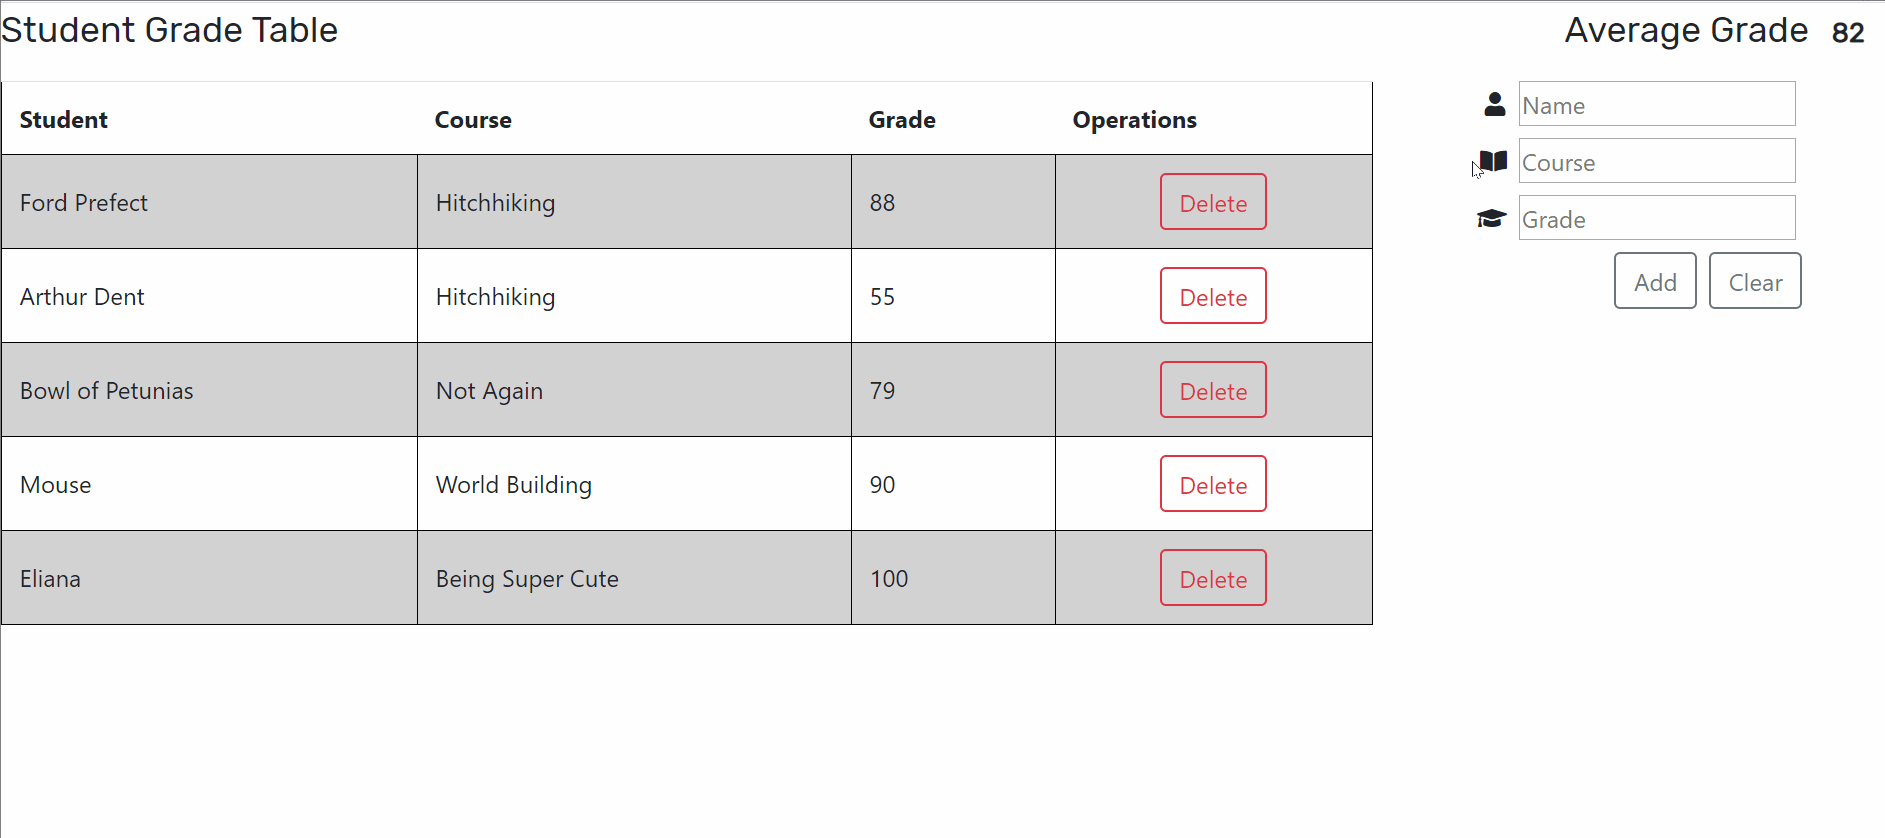 Student Grade Table
Average Grade 82
Student Course Grade Operations
Ford Prefect Hitchhiking 88 Delete
Arthur Dent Hitchhiking 55 Delete
Bowl of Petunias Not Again 79 Delete
Mouse World Building 90 Delete
Eliana Being Super Cute 100 Delete
Name
Course
Grade
Add Clear